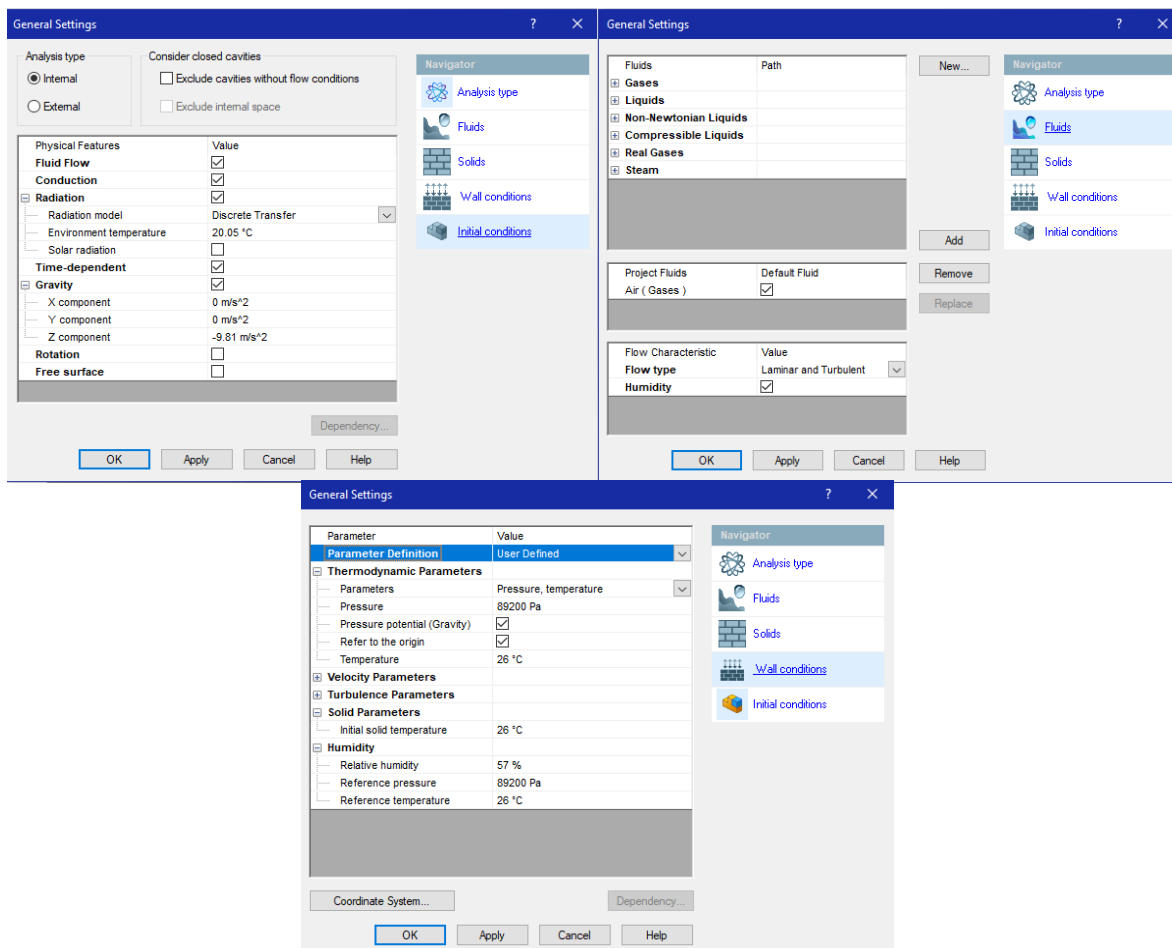 General Settings ? ×
Analysis type
Internal
External
Consider closed cavities
Exclude cavities without flow conditions
Exclude internal space
Physical Features Value
Fluid Flow
Conduction
Radiation
Radiation model Discrete Transfer
Environment temperature 20.05 °C
Solar radiation
Time-dependent
Gravity
X component 0 m/s^2
Y component 0 m/s^2
Z component -9.81 m/s^2
Rotation
Free surface
Dependency...
OK Apply Cancel Help
Navigator
Analysis type
Fluids
Solids
Wall conditions
Initial conditions
General Settings ? ×
Fluids Path
Gases
Liquids
Non-Newtonian Liquids
Compressible Liquids
Real Gases
Steam
New...
Add
Project Fluids Default Fluid
Air ( Gases )
Remove
Replace
Flow Characteristic Value
Flow type Laminar and Turbulent
Humidity
OK Apply Cancel Help
Navigator
Analysis type
Fluids
Solids
Wall conditions
Initial conditions
General Settings ? ×
Parameter Value
Parameter Definition User Defined
Thermodynamic Parameters
Parameters Pressure, temperature
Pressure 89200 Pa
Pressure potential (Gravity)
Refer to the origin
Temperature 26 °C
Velocity Parameters
Turbulence Parameters
Solid Parameters
Initial solid temperature 26 °C
Humidity
Relative humidity 57 %
Reference pressure 89200 Pa
Reference temperature 26 °C
Coordinate System... Dependency...
OK Apply Cancel Help
Navigator
Analysis type
Fluids
Solids
Wall conditions
Initial conditions